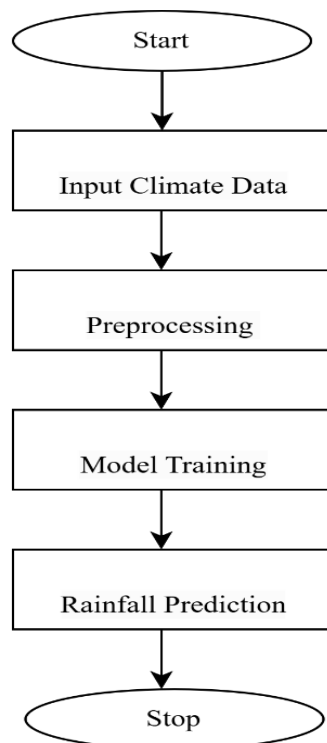 Start
Input Climate Data
Preprocessing
Model Training
Rainfall Prediction
Stop